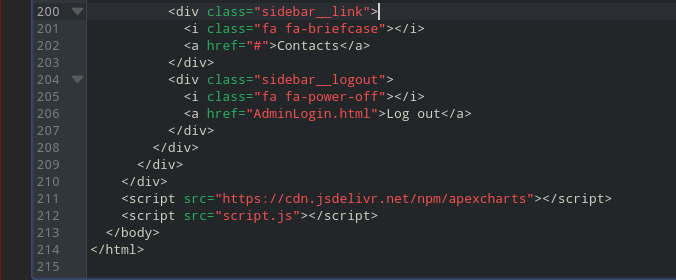 200 <div class="sidebar__link">
201 <i class="fa fa-briefcase"></i>
202 <a href="#">Contacts</a>
203 </div>
204 <div class="sidebar__logout">
205 <i class="fa fa-power-off"></i>
206 <a href="AdminLogin.html">Log out</a>
207 </div>
208 </div>
209 </div>
210 </div>
211 <script src="https://cdn.jsdelivr.net/npm/apexcharts"></script>
212 <script src="script.js"></script>
213 </body>
214 </html>
215